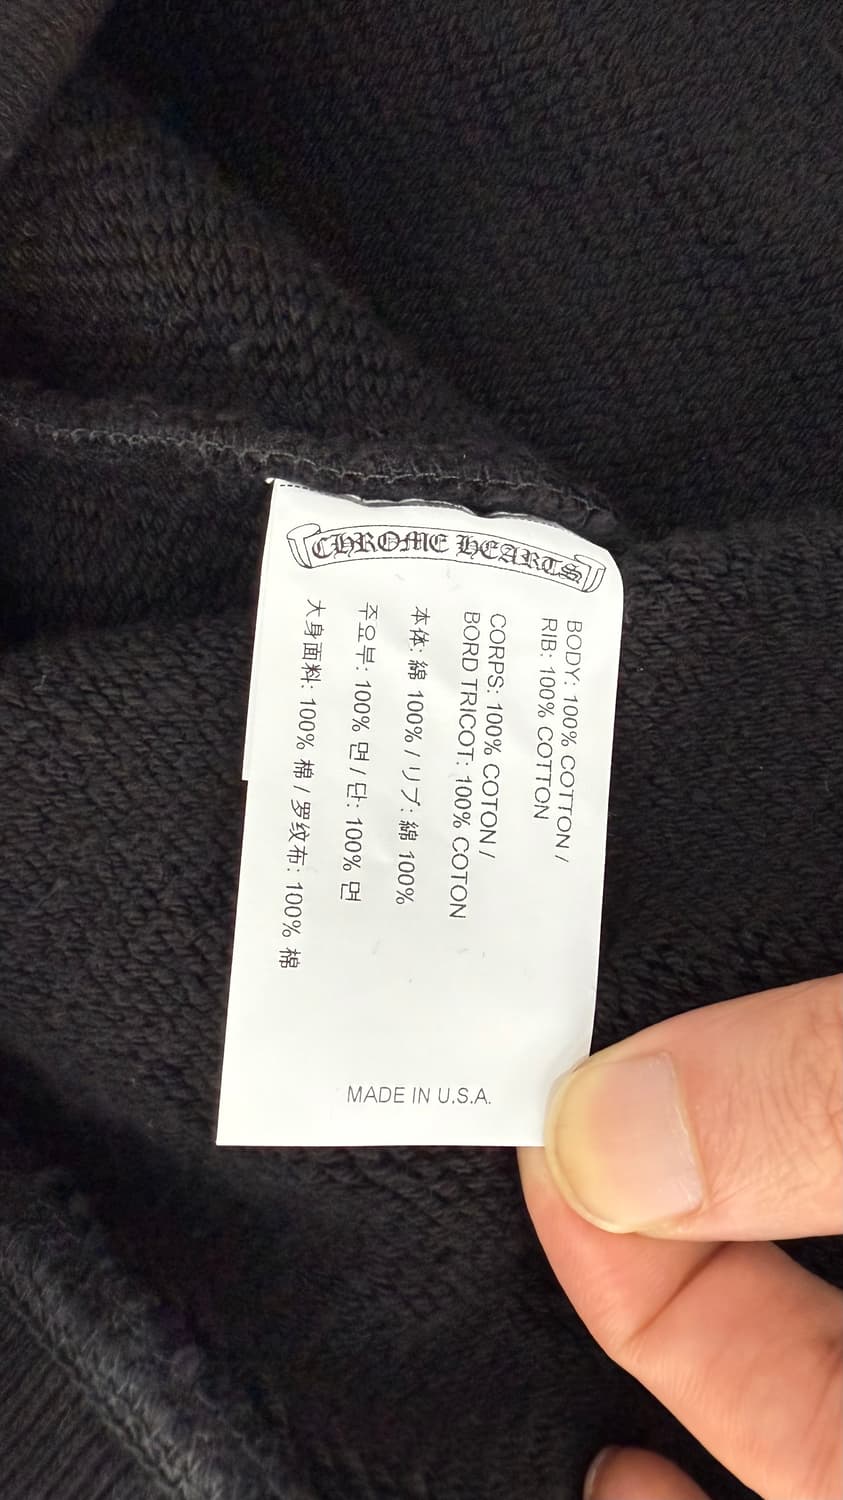 CHROME HEARTS
BODY: 100% COTTON /
RIB: 100% COTTON
CORPS: 100% COTON /
BORD TRICOT: 100% COTON
本体: 綿 100% / リブ: 綿 100%
주요부: 100% 면 / 단: 100% 면
大身面料: 100% 棉 / 罗纹布: 100% 棉
MADE IN U.S.A.